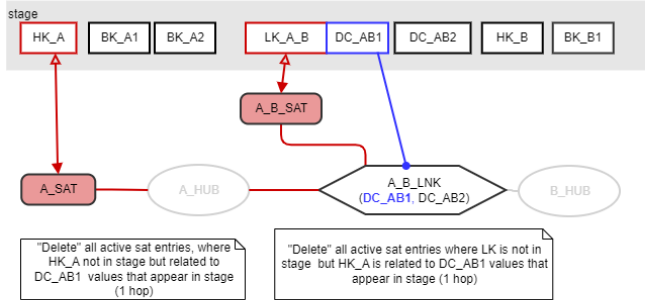 stage
HK_A BK_A1 BK_A2 LK_A_B DC_AB1 DC_AB2 HK_B BK_B1
A_B_SAT
A_SAT
A_HUB
A_B_LNK
(DC_AB1, DC_AB2)
B_HUB
"Delete" all active sat entries, where
HK_A not in stage but related to
DC_AB1 values that appear in stage
(1 hop)
"Delete" all active sat entries where LK is not in
stage but HK_A is related to DC_AB1 values that
appear in stage (1 hop)